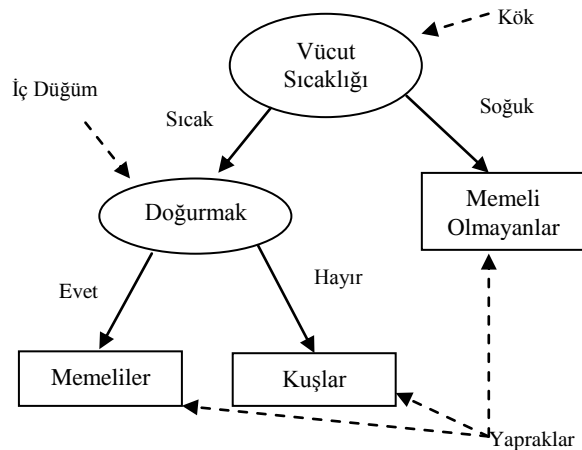 Kök
Vücut
Sıcaklığı
İç Düğüm
Sıcak
Soğuk
Doğurmak
Memeli
Olmayanlar
Evet
Hayır
Memeliler
Kuşlar
Yapraklar